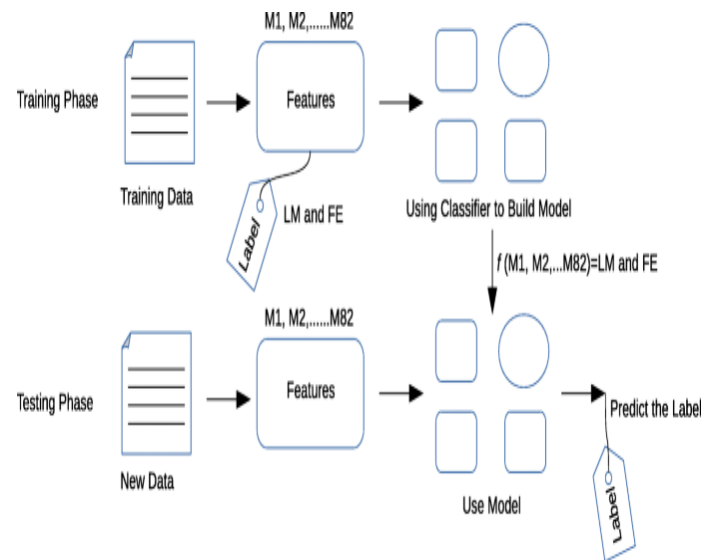 M1, M2,......M82
Training Phase
Features
Training Data
Label
LM and FE
Using Classifier to Build Model
f (M1, M2,...M82)=LM and FE
M1, M2,......M82
Testing Phase
Features
Predict the Label
New Data
Use Model
Label